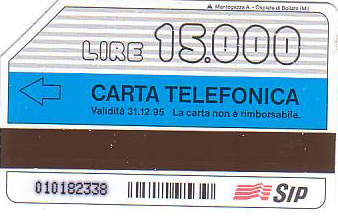 Mantegazza A. - Ospiate di Bollate (MI)
LIRE 15.000
CARTA TELEFONICA
Validità 31.12.95 La carta non è rimborsabile.
010182338
SIP